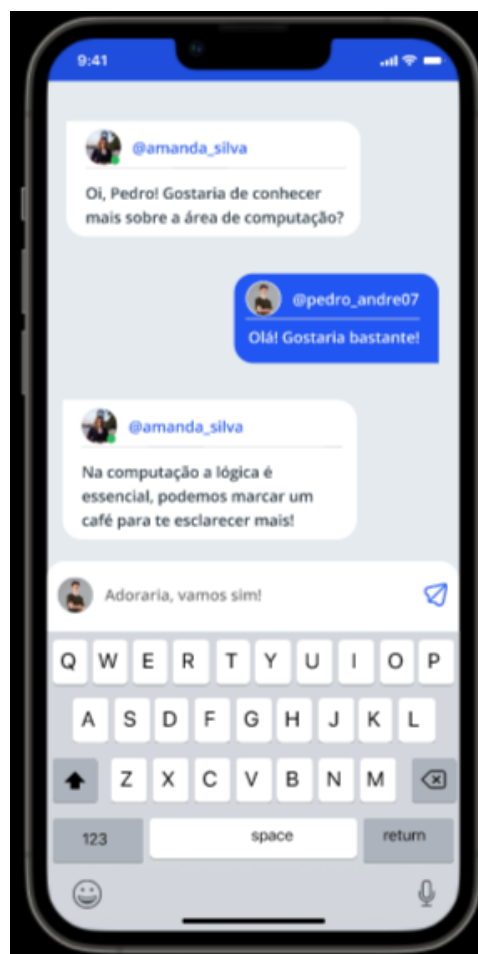 9:41
@amanda_silva
Oi, Pedro! Gostaria de conhecer
mais sobre a área de computação?
@pedro_andre07
Olá! Gostaria bastante!
@amanda_silva
Na computação a lógica é
essencial, podemos marcar um
café para te esclarecer mais!
Adoraria, vamos sim!
Q W E R T Y U I O P
A S D F G H J K L
Z X C V B N M
123 space return